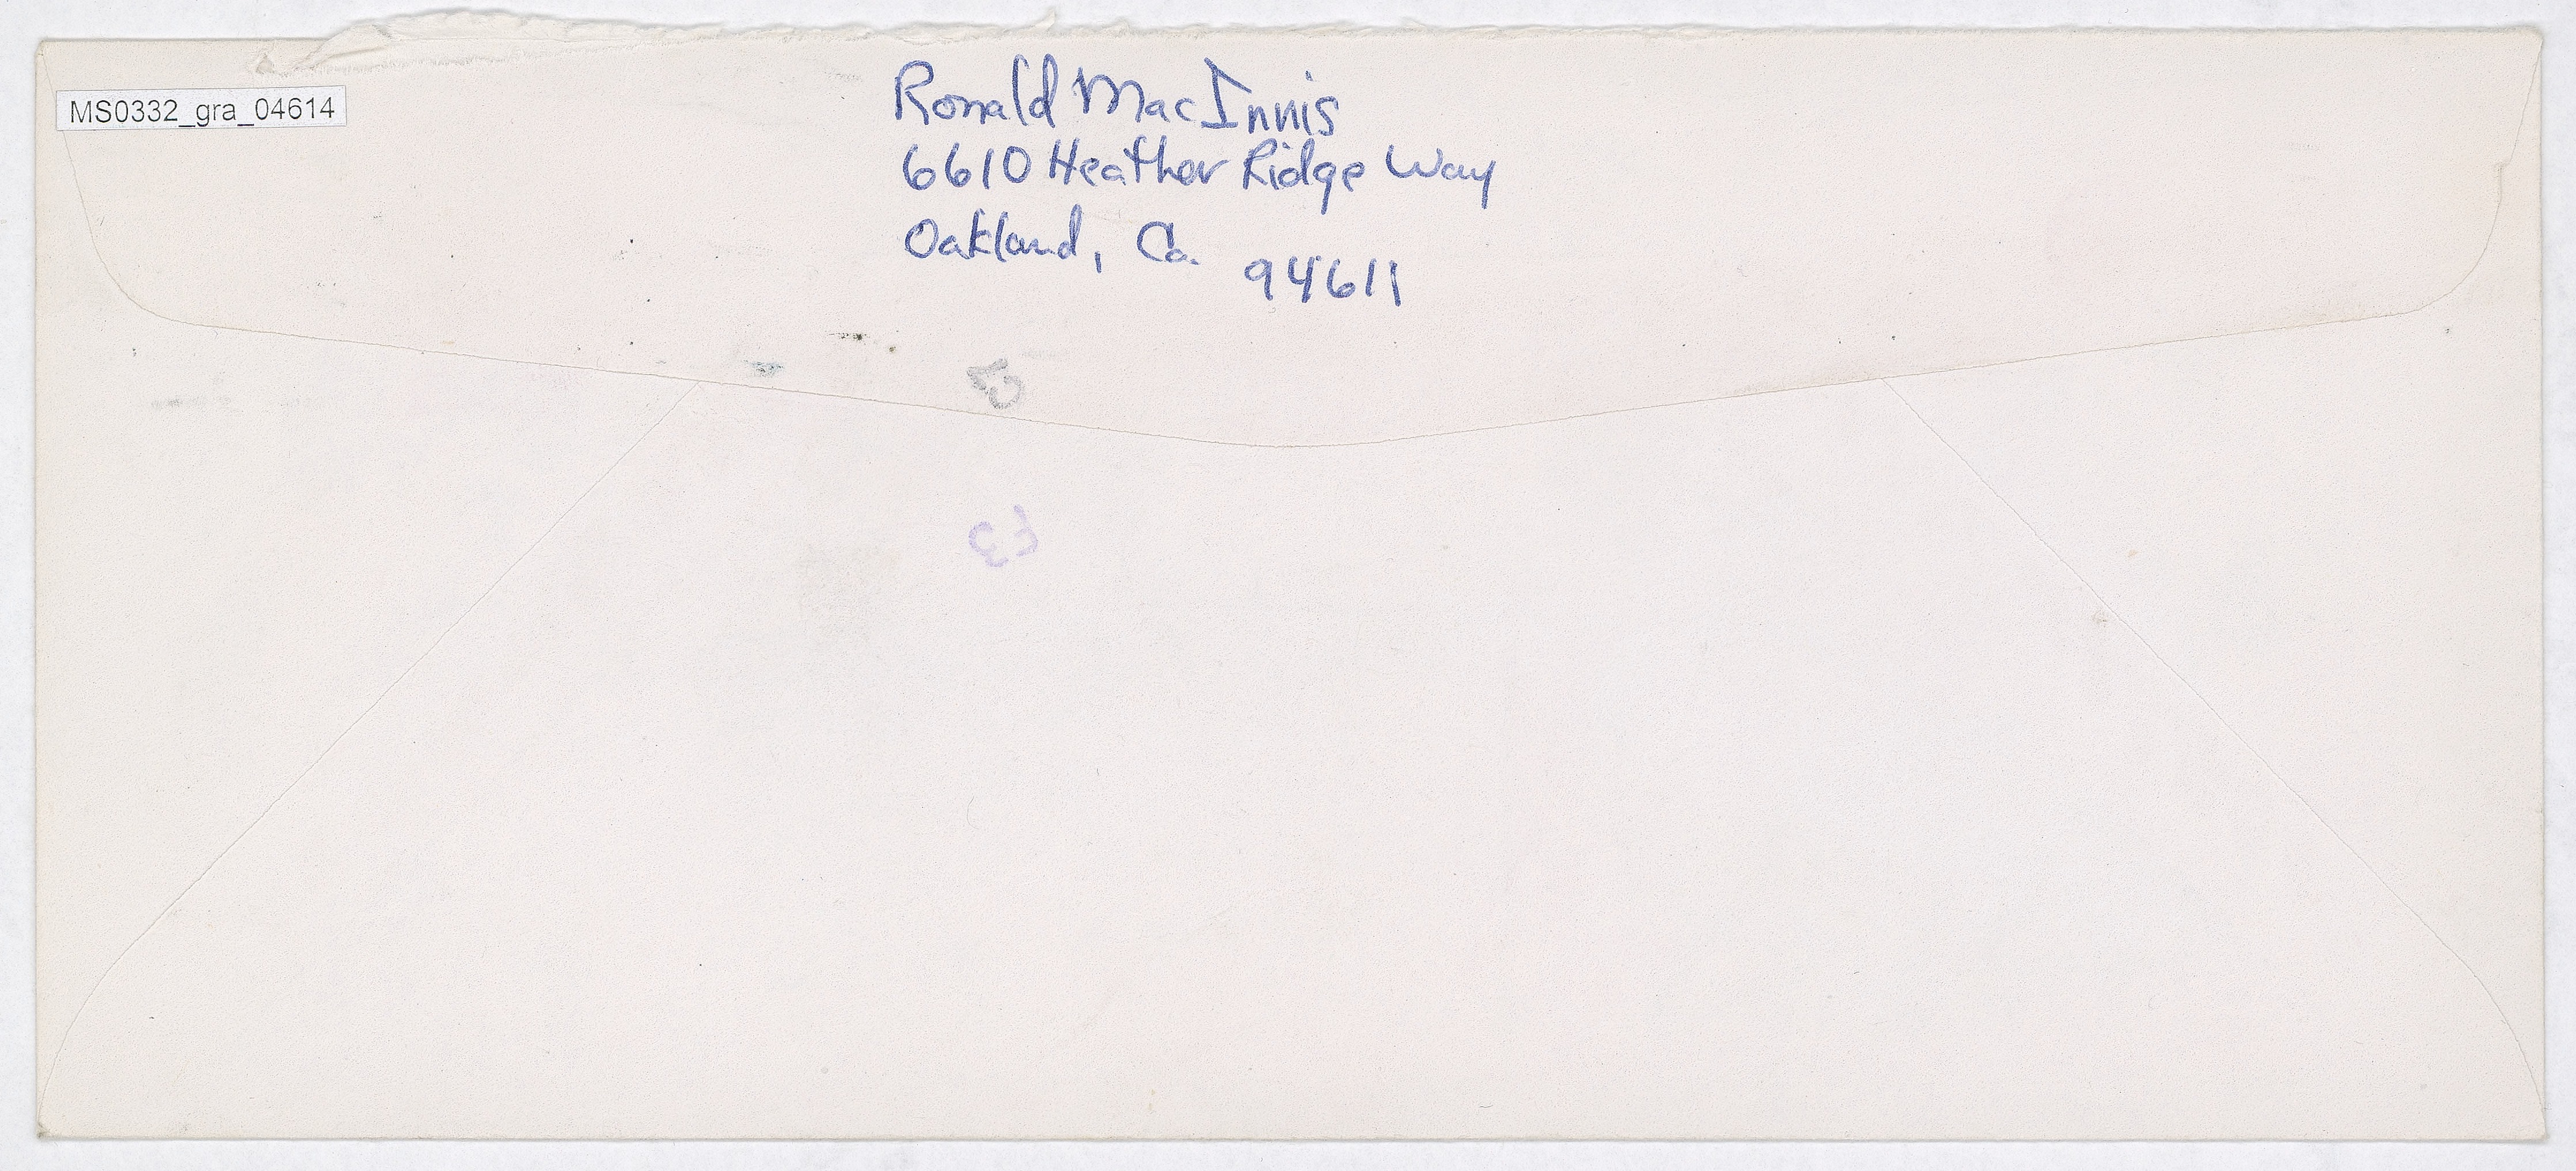 MS0332_gra_04614
Ronald MacInnis
6610 Heather Ridge Way
Oakland, Ca. 94611